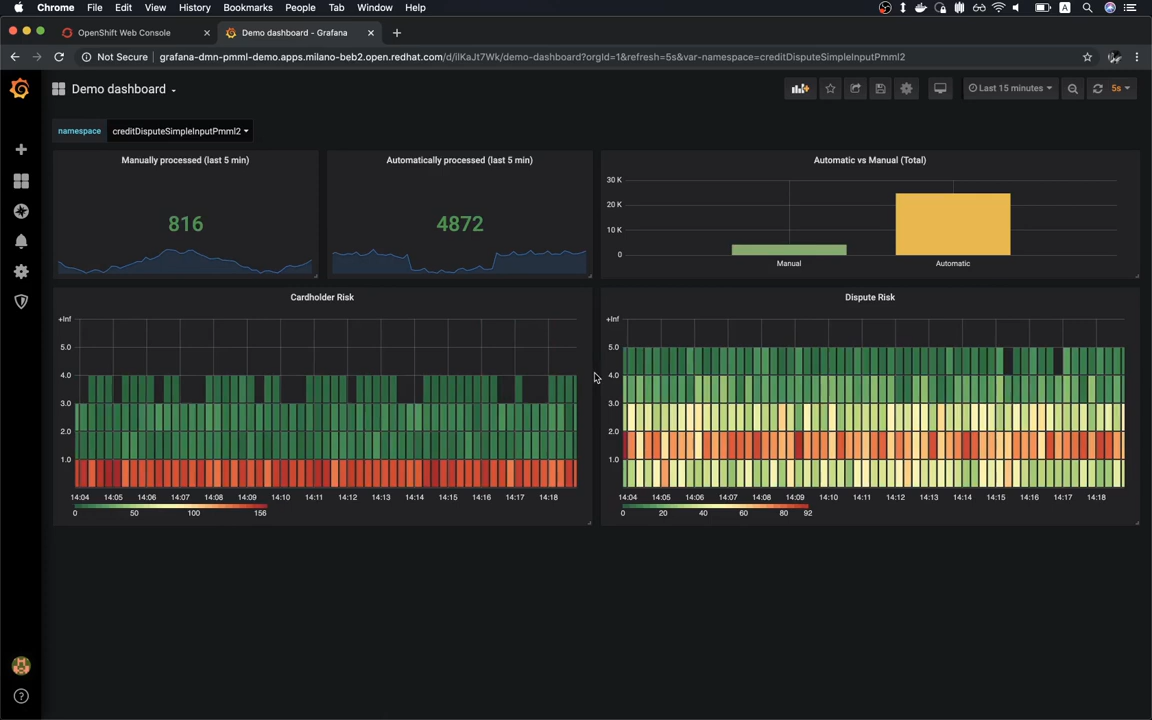 Chrome File Edit View History Bookmarks People Tab Window Help A
OpenShift Web Console Demo dashboard - Grafana
Not Secure grafana-dmn-pmml-demo.apps.milano-beb2.open.redhat.com/d/ilKaJt7Wk/demo-dashboard?orgId=1&refresh=5s&var-namespace=creditDisputeSimpleInputPmml2
Demo dashboard Last 15 minutes 5s
namespace creditDisputeSimpleInputPmml2
Manually processed (last 5 min)
816
Automatically processed (last 5 min)
4872
Automatic vs Manual (Total)
30 K
20 K
10 K
0
Manual Automatic
Cardholder Risk
+Inf
5.0
4.0
3.0
2.0
1.0
14:04 14:05 14:06 14:07 14:08 14:09 14:10 14:11 14:12 14:13 14:14 14:15 14:16 14:17 14:18
0 50 100 156
Dispute Risk
+Inf
5.0
4.0
3.0
2.0
1.0
14:04 14:05 14:06 14:07 14:08 14:09 14:10 14:11 14:12 14:13 14:14 14:15 14:16 14:17 14:18
0 20 40 60 80 92